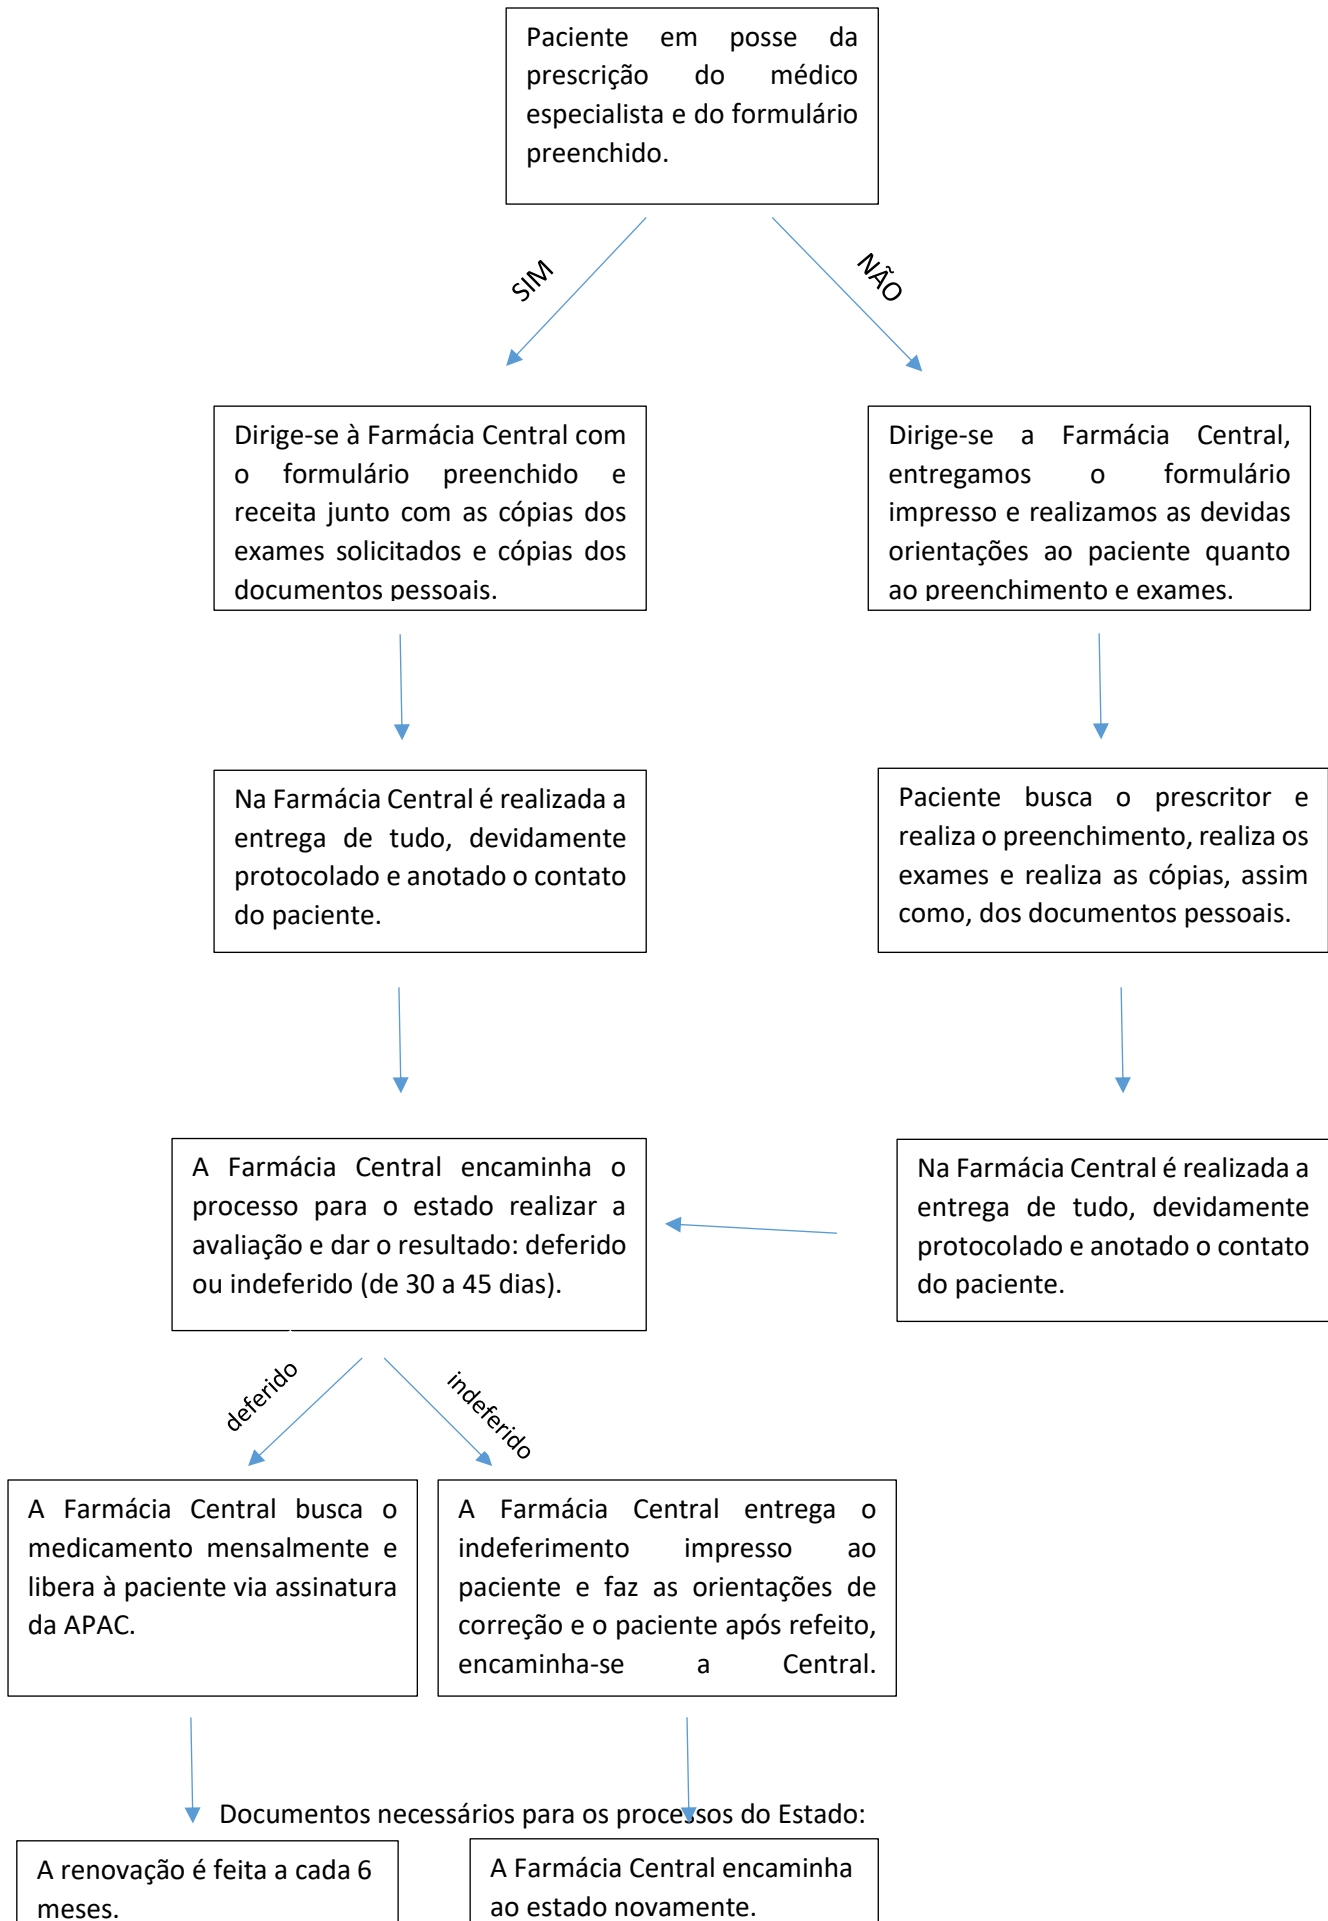 Paciente em posse da
prescrição do médico
especialista e do formulário
preenchido.
SIM
NÃO
Dirige-se à Farmácia Central com
o formulário preenchido e
receita junto com as cópias dos
exames solicitados e cópias dos
documentos pessoais.
Dirige-se a Farmácia Central,
entregamos o formulário
impresso e realizamos as devidas
orientações ao paciente quanto
ao preenchimento e exames.
Na Farmácia Central é realizada a
entrega de tudo, devidamente
protocolado e anotado o contato
do paciente.
Paciente busca o prescritor e
realiza o preenchimento, realiza os
exames e realiza as cópias, assim
como, dos documentos pessoais.
A Farmácia Central encaminha o
processo para o estado realizar a
avaliação e dar o resultado: deferido
ou indeferido (de 30 a 45 dias).
Na Farmácia Central é realizada a
entrega de tudo, devidamente
protocolado e anotado o contato
do paciente.
deferido
indeferido
A Farmácia Central busca o
medicamento mensalmente e
libera à paciente via assinatura
da APAC.
A Farmácia Central entrega o
indeferimento impresso ao
paciente e faz as orientações de
correção e o paciente após refeito,
encaminha-se a Central.
Documentos necessários para os processos do Estado:
A renovação é feita a cada 6
meses.
A Farmácia Central encaminha
ao estado novamente.